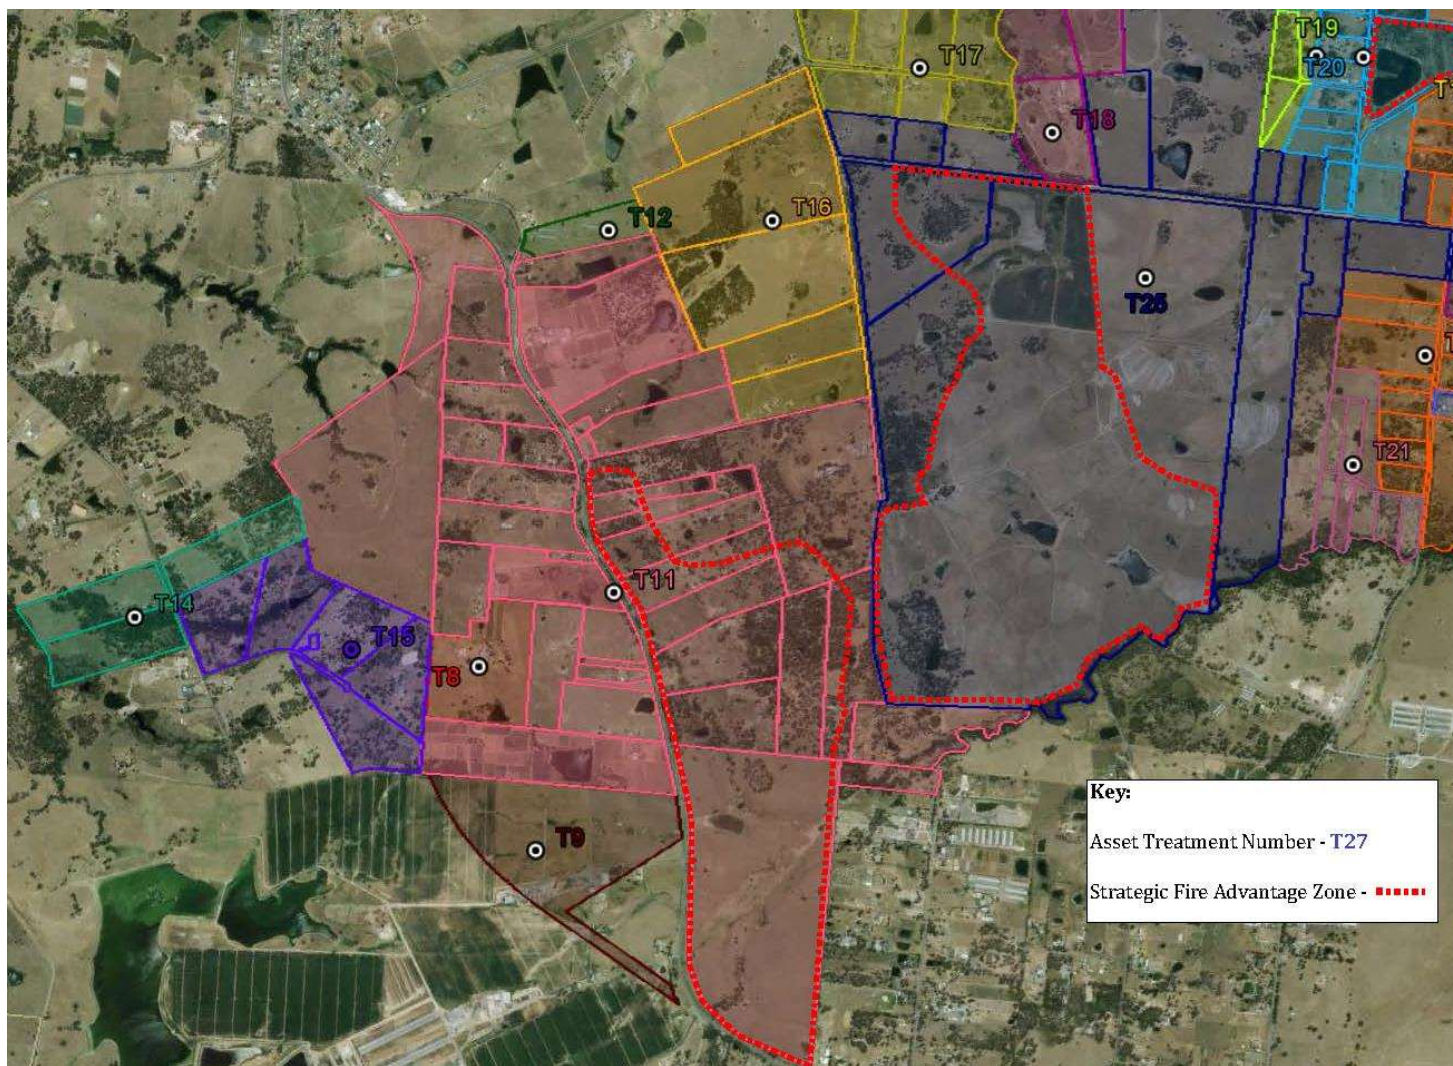 T19
T17
T20
T18
T16
T12
T25
T21
T11
T14
T15
T8
T9
Key:
Asset Treatment Number - T27
Strategic Fire Advantage Zone -